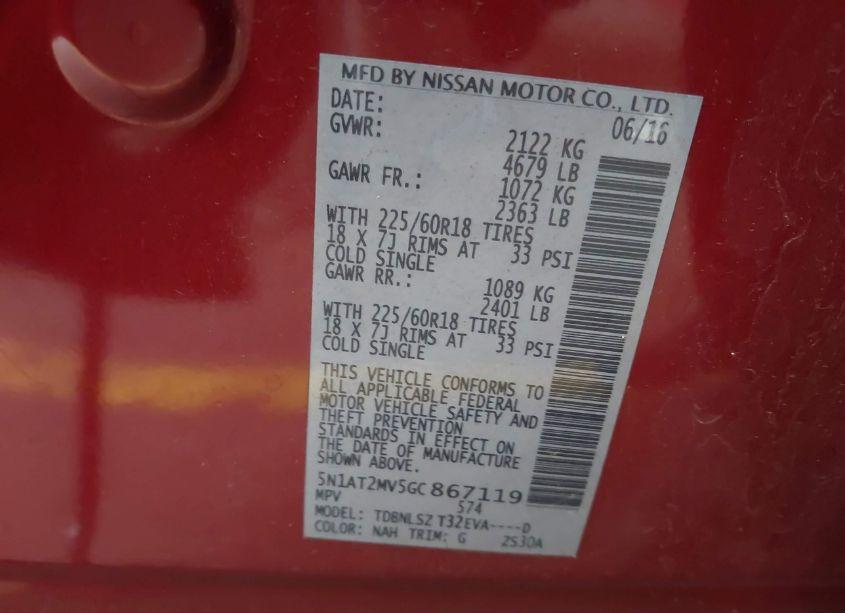 MFD BY NISSAN MOTOR CO., LTD.
DATE: 06/16
GVWR: 2122 KG
4679 LB
GAWR FR.: 1072 KG
2363 LB
WITH 225/60R18 TIRES
18 X 7J RIMS AT 33 PSI
COLD SINGLE
GAWR RR.: 1089 KG
2401 LB
WITH 225/60R18 TIRES
18 X 7J RIMS AT 33 PSI
COLD SINGLE
THIS VEHICLE CONFORMS TO
ALL APPLICABLE FEDERAL
MOTOR VEHICLE SAFETY AND
THEFT PREVENTION
STANDARDS IN EFFECT ON
THE DATE OF MANUFACTURE
SHOWN ABOVE.
5N1AT2MV5GC867119
MPV 574
MODEL: TDBNLSZ T32EVA----D
COLOR: NAH TRIM: G 2S30A